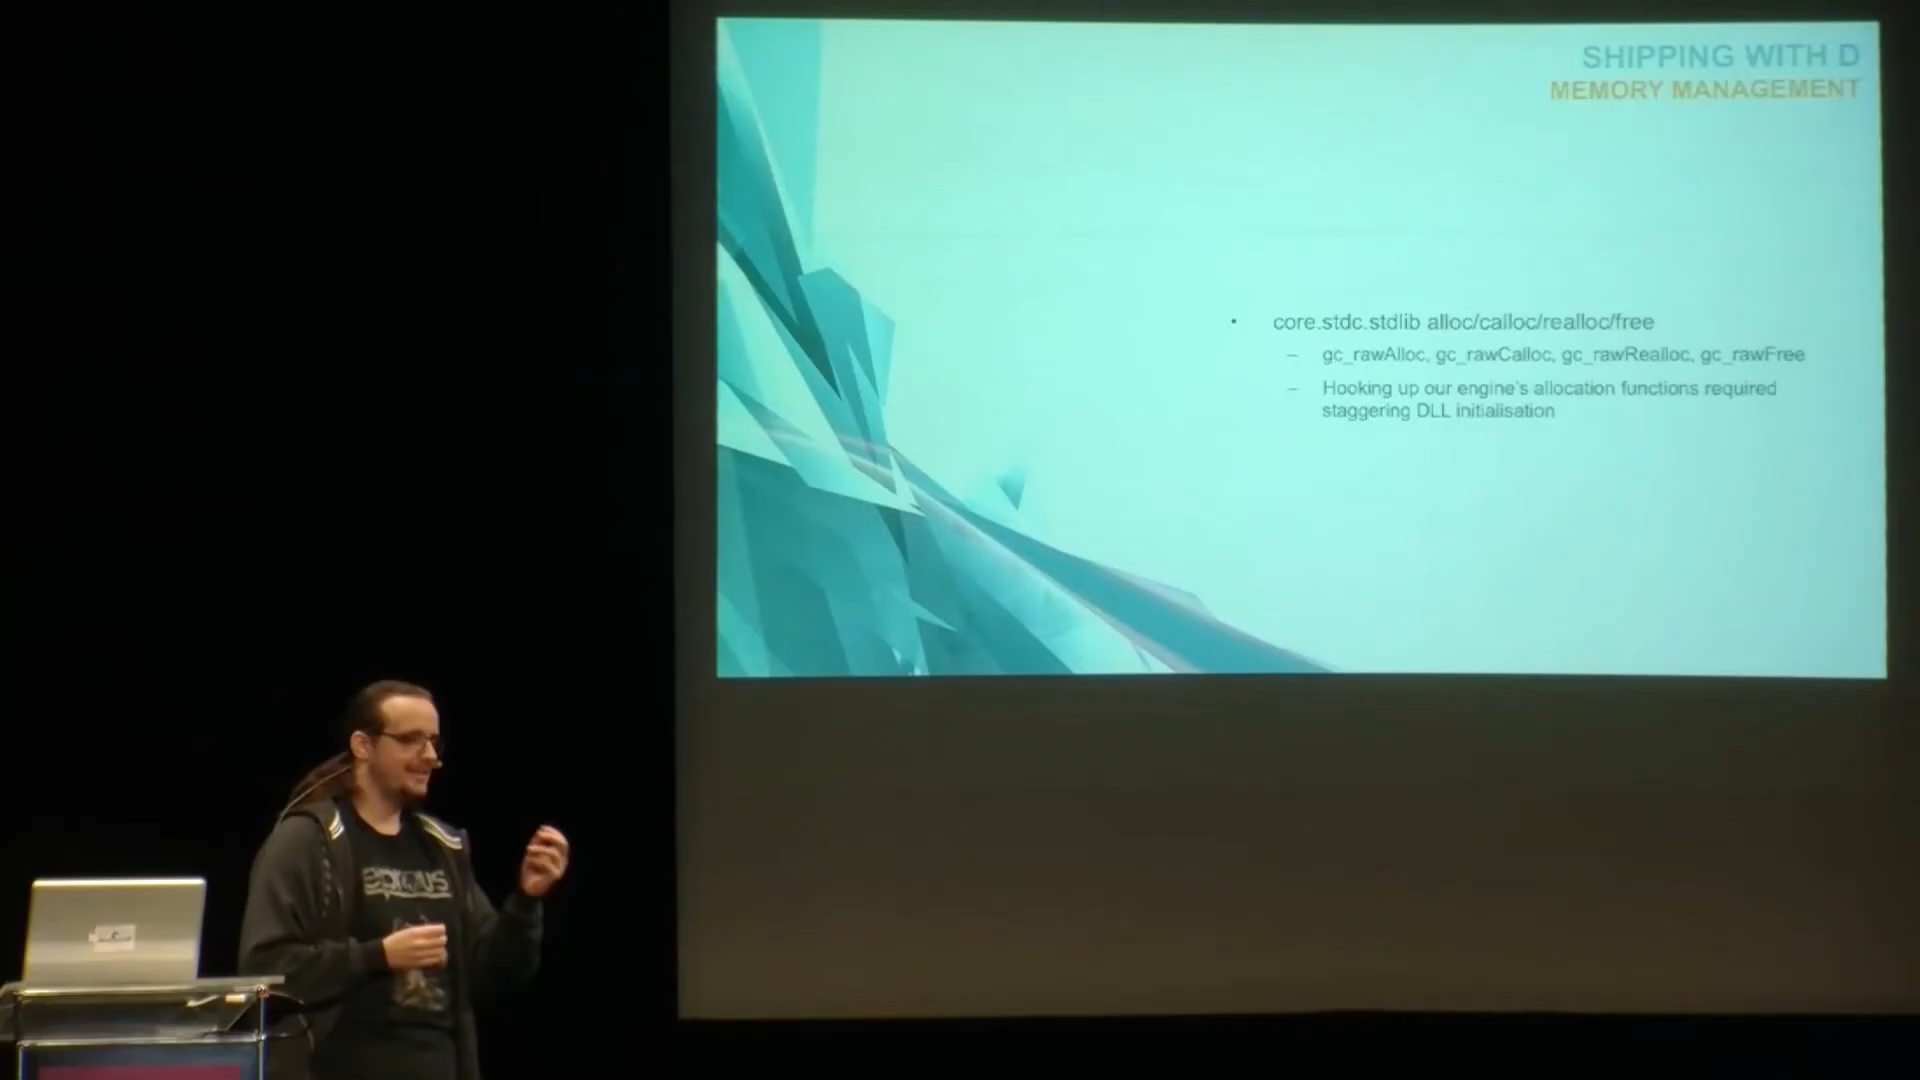 SHIPPING WITH D
MEMORY MANAGEMENT
• core.stdc.stdlib alloc/calloc/realloc/free
– gc_rawAlloc, gc_rawCalloc, gc_rawRealloc, gc_rawFree
– Hooking up our engine's allocation functions required
staggering DLL initialisation